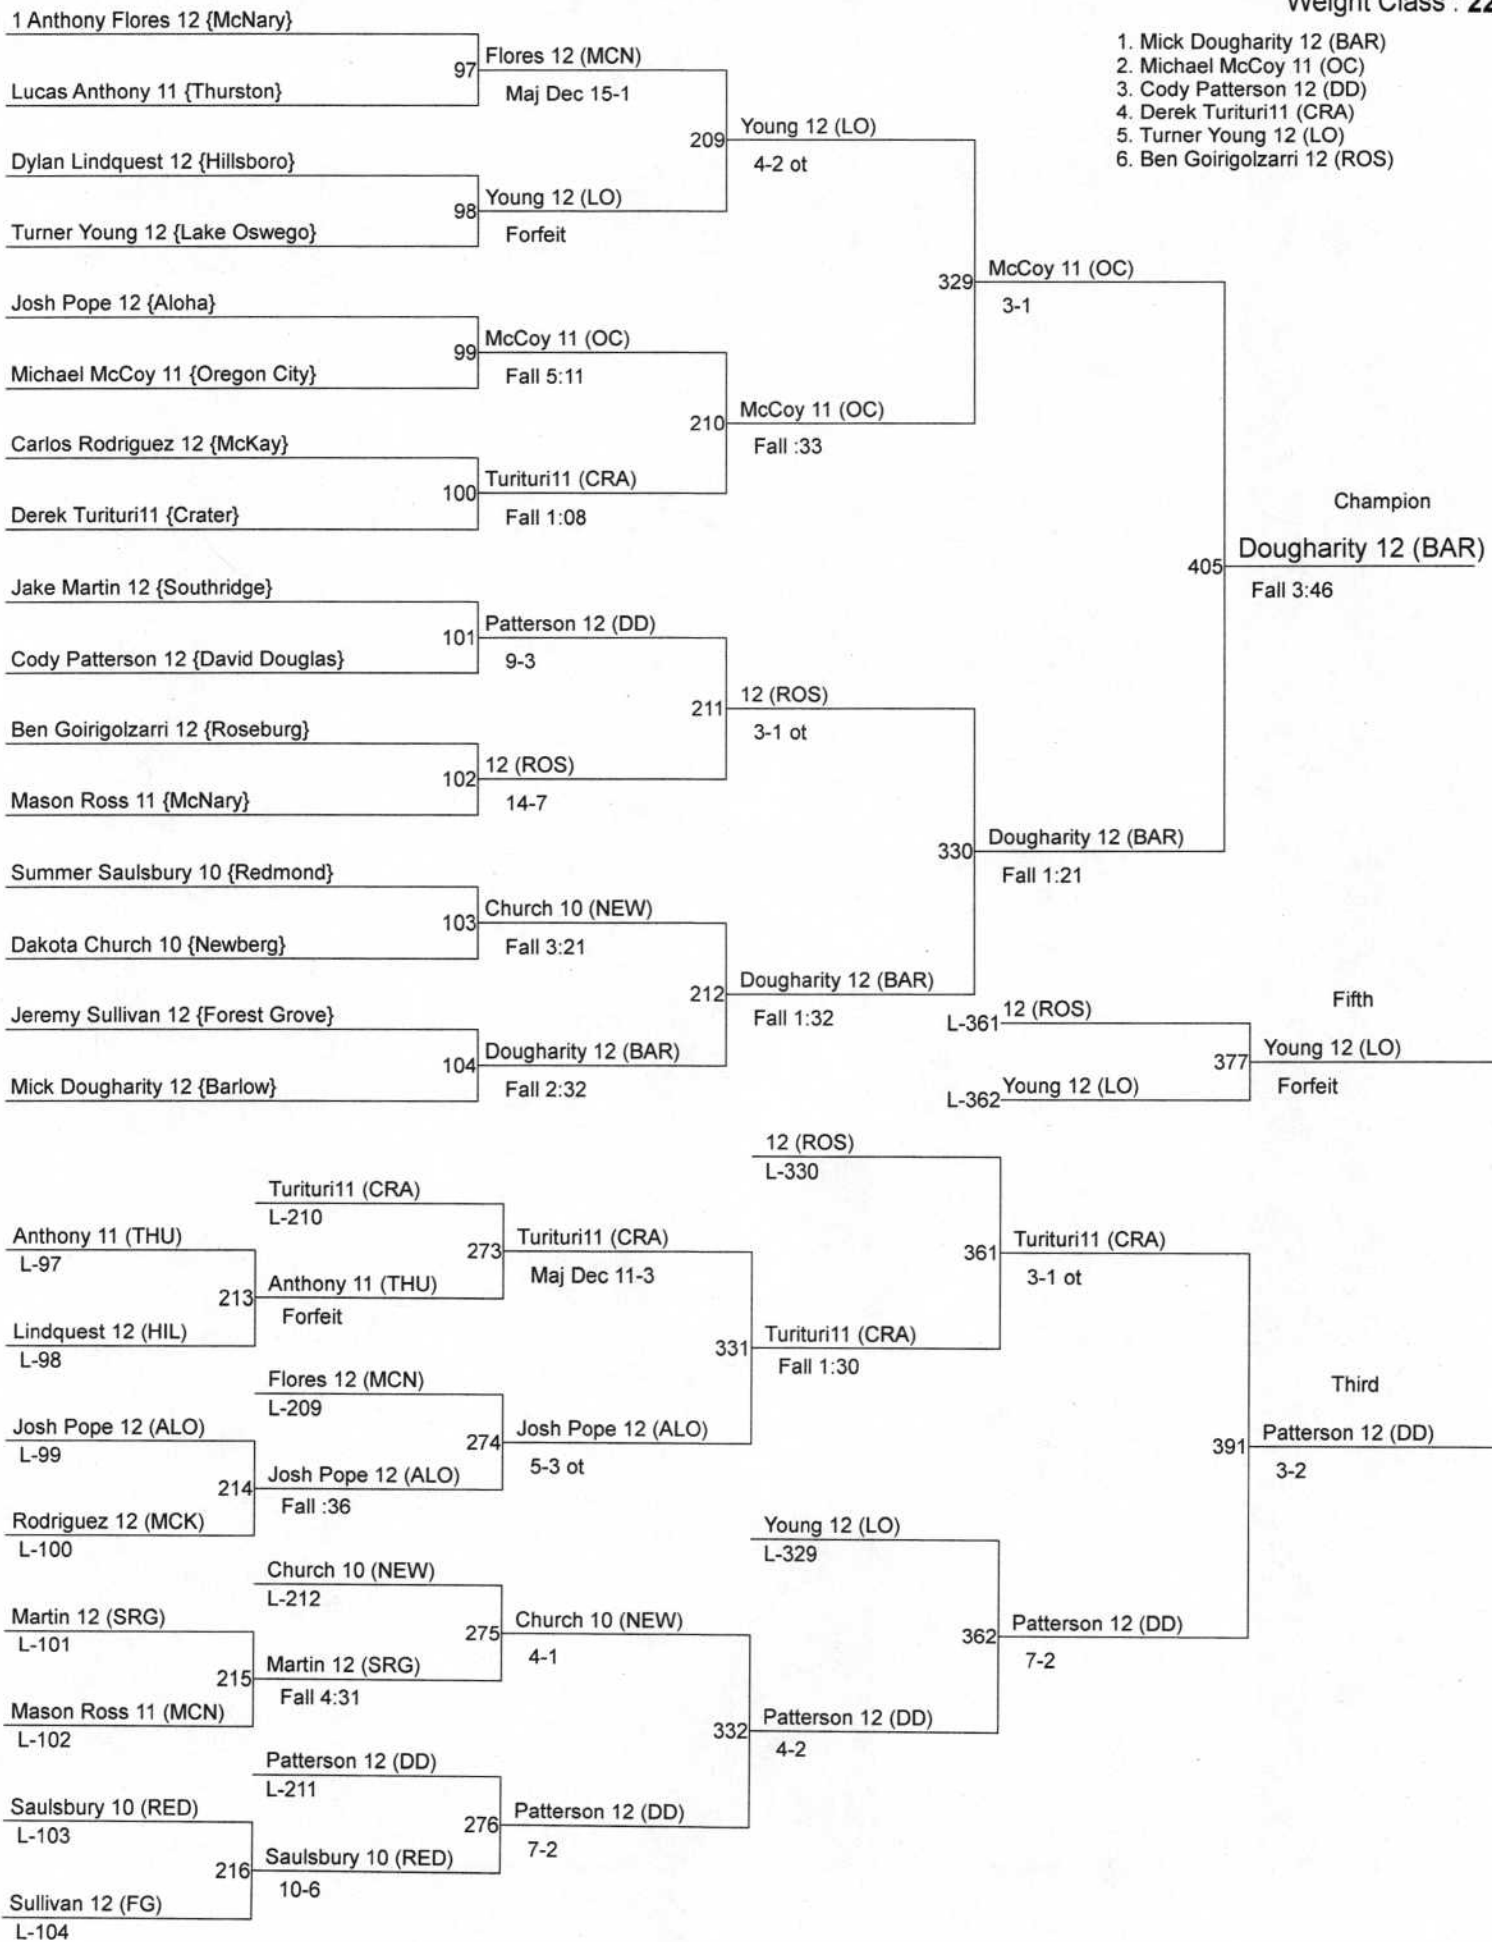 Weight Class : 22
1. Mick Dougharity 12 (BAR)
2. Michael McCoy 11 (OC)
3. Cody Patterson 12 (DD)
4. Derek Turituri11 (CRA)
5. Turner Young 12 (LO)
6. Ben Goirigolzarri 12 (ROS)
1 Anthony Flores 12 {McNary}
97
Flores 12 (MCN)
Maj Dec 15-1
Lucas Anthony 11 {Thurston}
209
Young 12 (LO)
4-2 ot
Dylan Lindquest 12 {Hillsboro}
98
Young 12 (LO)
Forfeit
Turner Young 12 {Lake Oswego}
329
McCoy 11 (OC)
3-1
Josh Pope 12 {Aloha}
99
McCoy 11 (OC)
Fall 5:11
Michael McCoy 11 {Oregon City}
210
McCoy 11 (OC)
Fall :33
Carlos Rodriguez 12 {McKay}
100
Turituri11 (CRA)
Fall 1:08
Derek Turituri11 {Crater}
Champion
405
Dougharity 12 (BAR)
Fall 3:46
Jake Martin 12 {Southridge}
101
Patterson 12 (DD)
9-3
Cody Patterson 12 {David Douglas}
211
12 (ROS)
3-1 ot
Ben Goirigolzarri 12 {Roseburg}
102
12 (ROS)
14-7
Mason Ross 11 {McNary}
330
Dougharity 12 (BAR)
Fall 1:21
Summer Saulsbury 10 {Redmond}
103
Church 10 (NEW)
Fall 3:21
Dakota Church 10 {Newberg}
212
Dougharity 12 (BAR)
Fall 1:32
Jeremy Sullivan 12 {Forest Grove}
104
Dougharity 12 (BAR)
Fall 2:32
Mick Dougharity 12 {Barlow}
L-361
12 (ROS)
Fifth
377
Young 12 (LO)
Forfeit
L-362
Young 12 (LO)
12 (ROS)
L-330
Turituri11 (CRA)
L-210
Anthony 11 (THU)
L-97
273
Turituri11 (CRA)
Maj Dec 11-3
361
Turituri11 (CRA)
3-1 ot
213
Anthony 11 (THU)
Forfeit
Lindquest 12 (HIL)
L-98
331
Turituri11 (CRA)
Fall 1:30
Flores 12 (MCN)
L-209
Josh Pope 12 (ALO)
L-99
274
Josh Pope 12 (ALO)
5-3 ot
214
Josh Pope 12 (ALO)
Fall :36
Rodriguez 12 (MCK)
L-100
Third
391
Patterson 12 (DD)
3-2
Young 12 (LO)
L-329
Church 10 (NEW)
L-212
Martin 12 (SRG)
L-101
275
Church 10 (NEW)
4-1
362
Patterson 12 (DD)
7-2
215
Martin 12 (SRG)
Fall 4:31
Mason Ross 11 (MCN)
L-102
332
Patterson 12 (DD)
4-2
Patterson 12 (DD)
L-211
Saulsbury 10 (RED)
L-103
276
Patterson 12 (DD)
7-2
216
Saulsbury 10 (RED)
10-6
Sullivan 12 (FG)
L-104